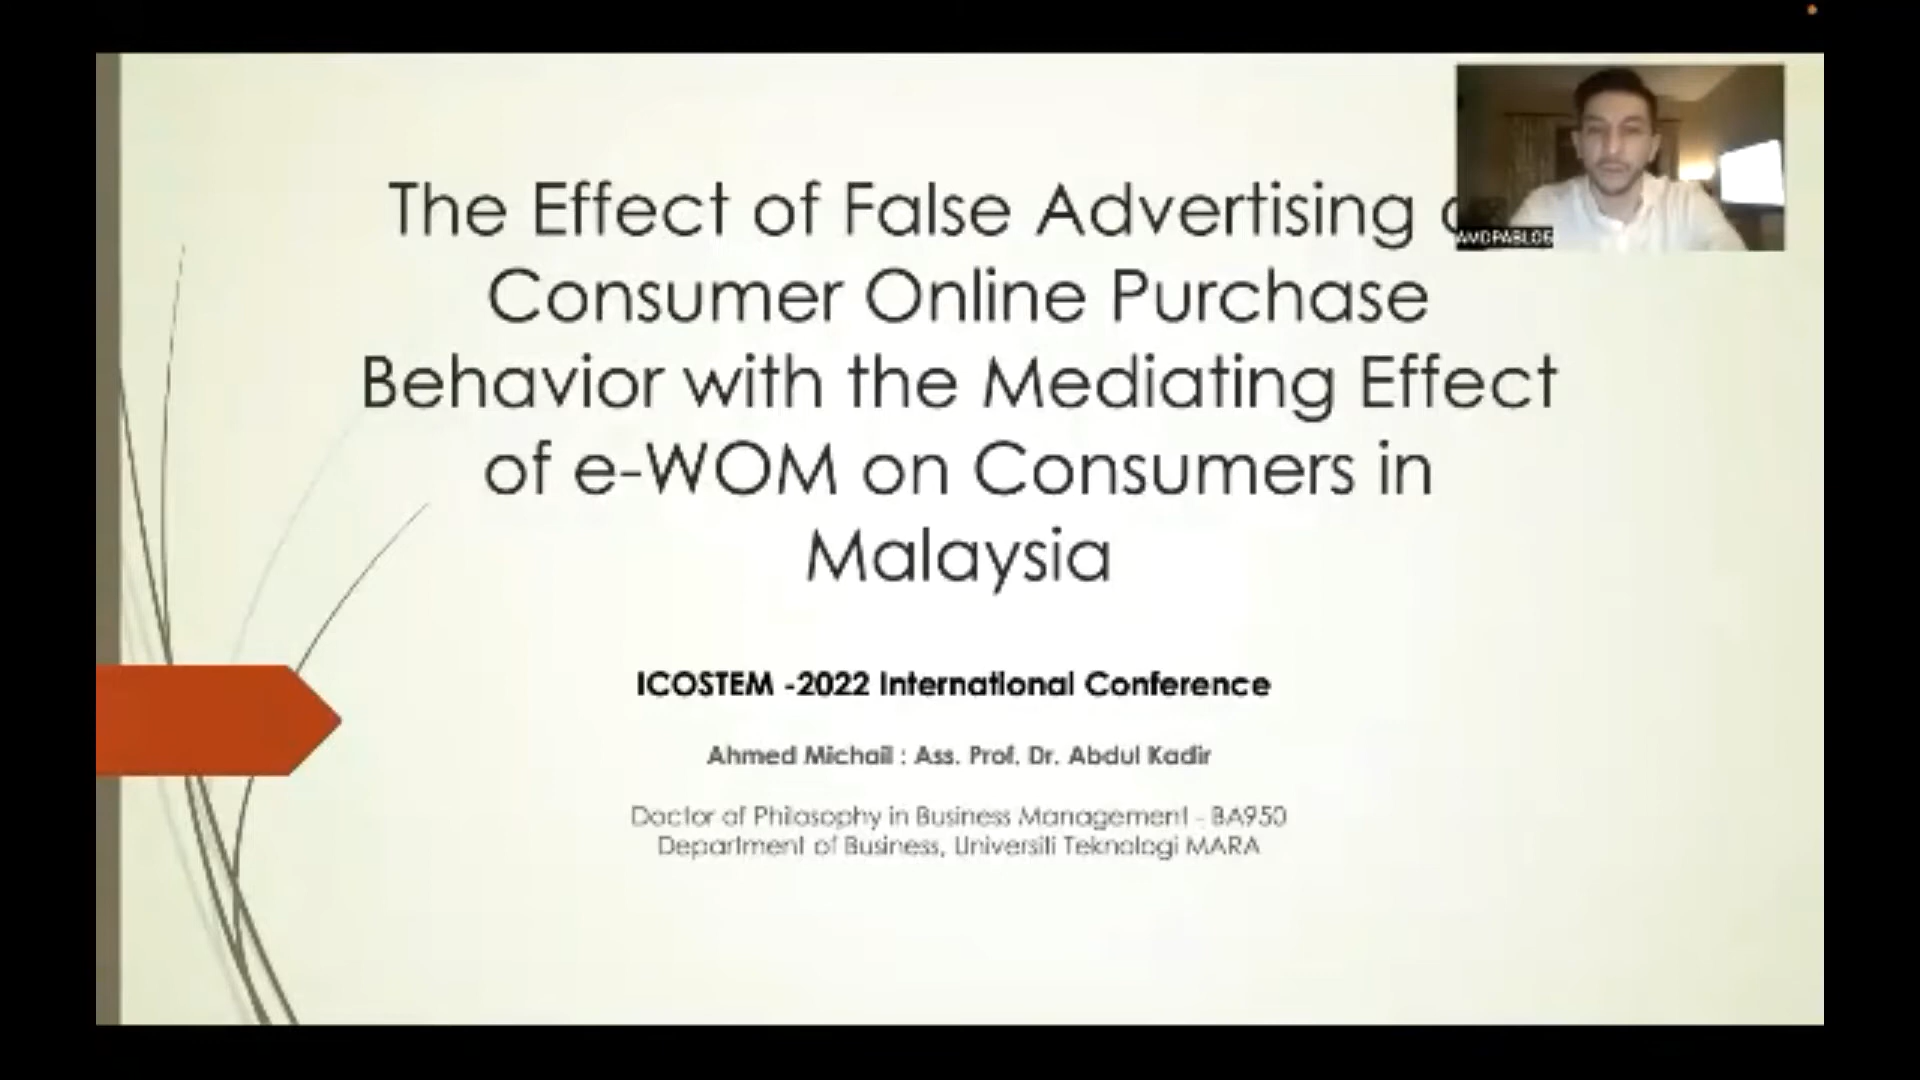 The Effect of False Advertising
Consumer Online Purchase
Behavior with the Mediating Effect
of e-WOM on Consumers in
Malaysia
AMOPABLO6
ICOSTEM -2022 International Conference
Ahmed Michail : Ass. Prof. Dr. Abdul Kadir
Doctor of Philosophy in Business Management - BA950
Department of Business, Universiti Teknologi MARA